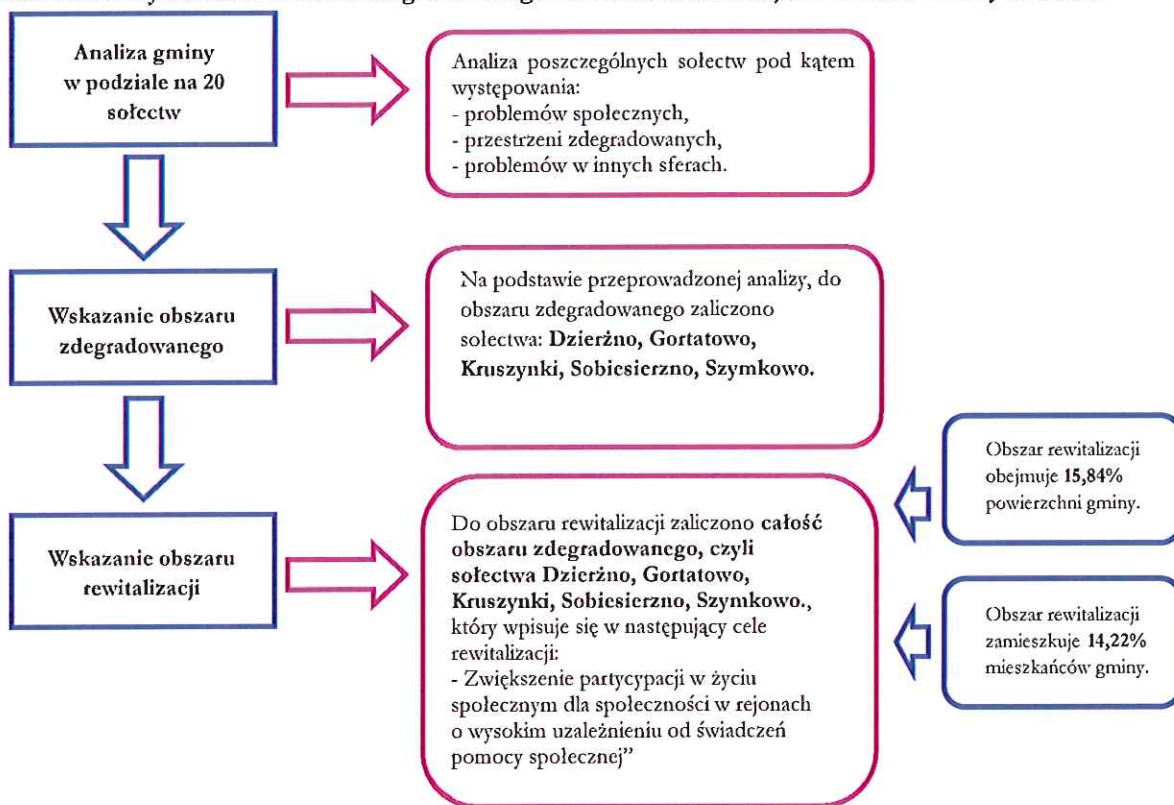 Analiza gminy
w podziale na 20
sołectw
Analiza poszczególnych sołectw pod kątem
występowania:
- problemów społecznych,
- przestrzeni zdegradowanych,
- problemów w innych sferach.
Wskazanie obszaru
zdegradowanego
Na podstawie przeprowadzonej analizy, do
obszaru zdegradowanego zaliczono
sołectwa: Dzierżno, Gortatowo,
Kruszynki, Sobiesierzno, Szymkowo.
Wskazanie obszaru
rewitalizacji
Do obszaru rewitalizacji zaliczono całość
obszaru zdegradowanego, czyli
sołectwa Dzierżno, Gortatowo,
Kruszynki, Sobiesierzno, Szymkowo.,
który wpisuje się w następujący cele
rewitalizacji:
- Zwiększenie partycypacji w życiu
społecznym dla społeczności w rejonach
o wysokim uzależnieniu od świadczeń
pomocy społecznej”
Obszar rewitalizacji
obejmuje 15,84%
powierzchni gminy.
Obszar rewitalizacji
zamieszkuje 14,22%
mieszkańców gminy.